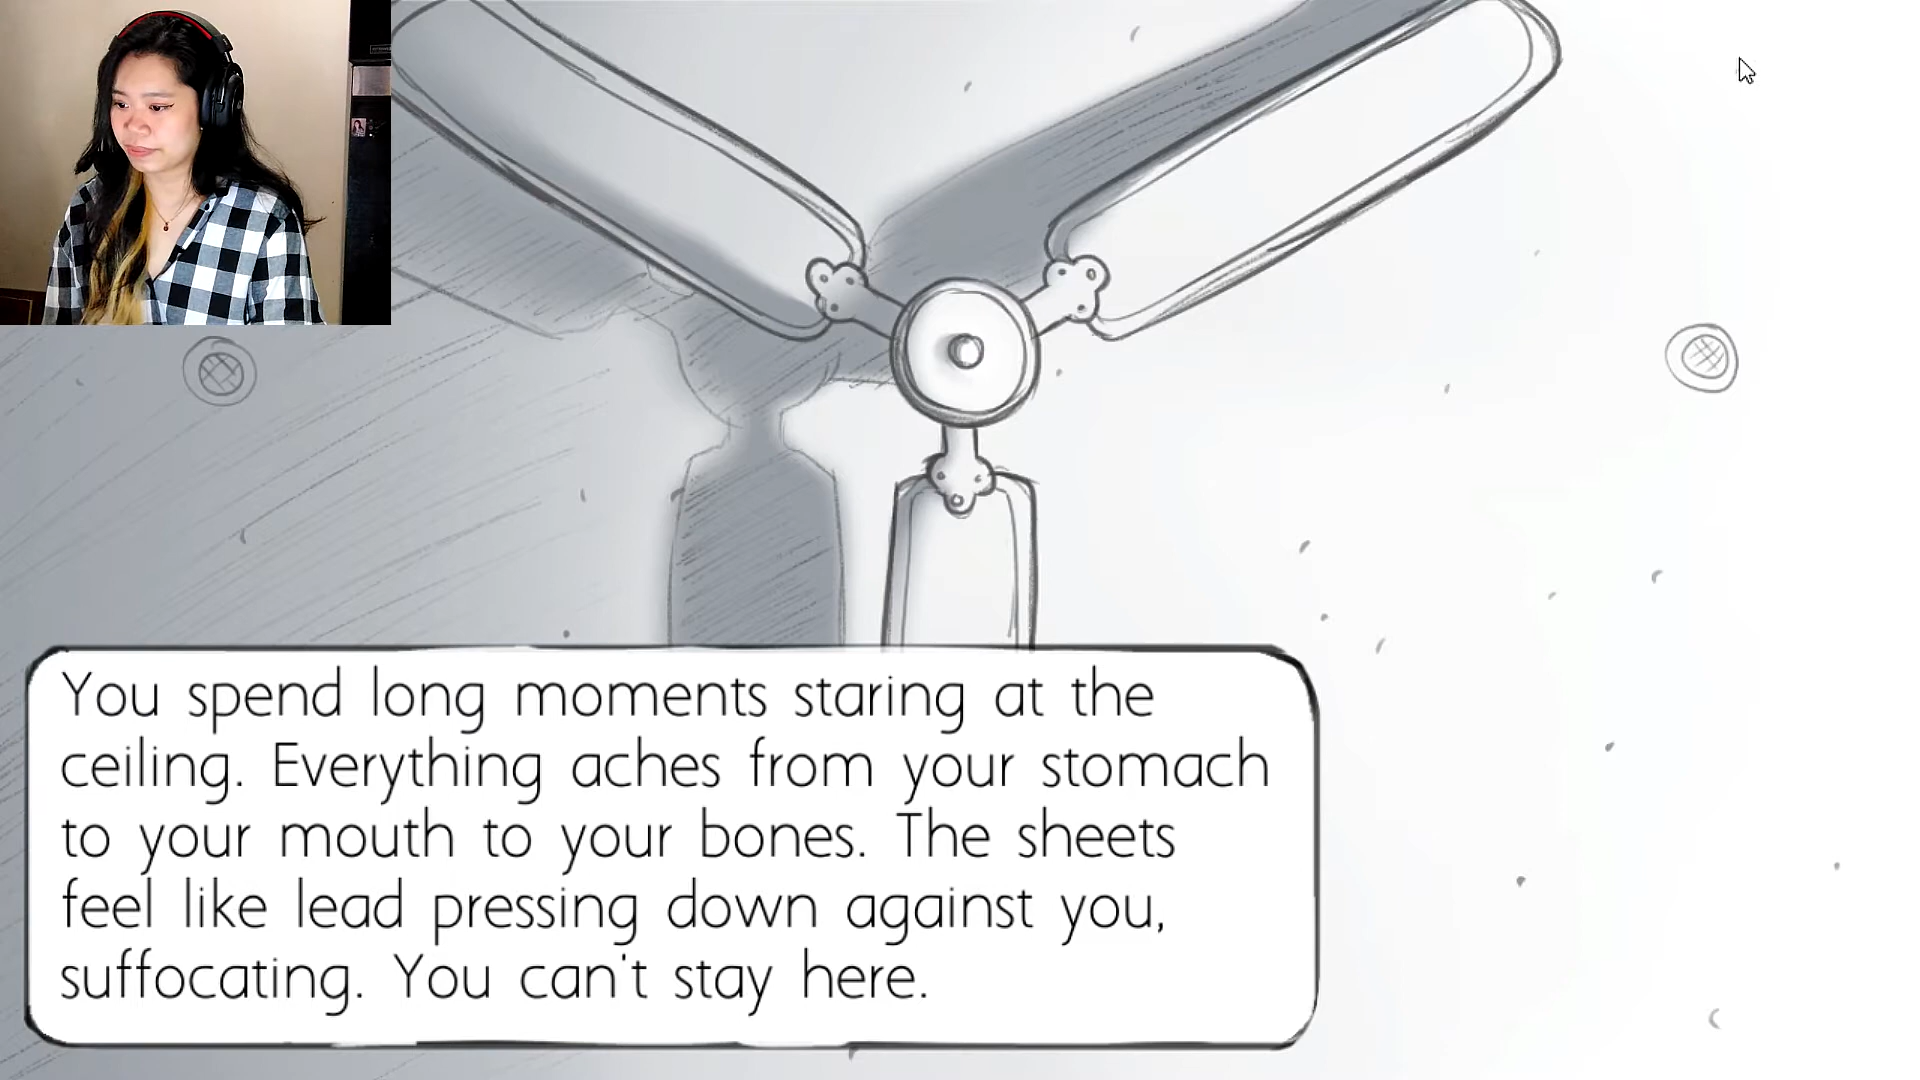 You spend long moments staring at the
ceiling. Everything aches from your stomach
to your mouth to your bones. The sheets
feel like lead pressing down against you,
suffocating. You can't stay here.